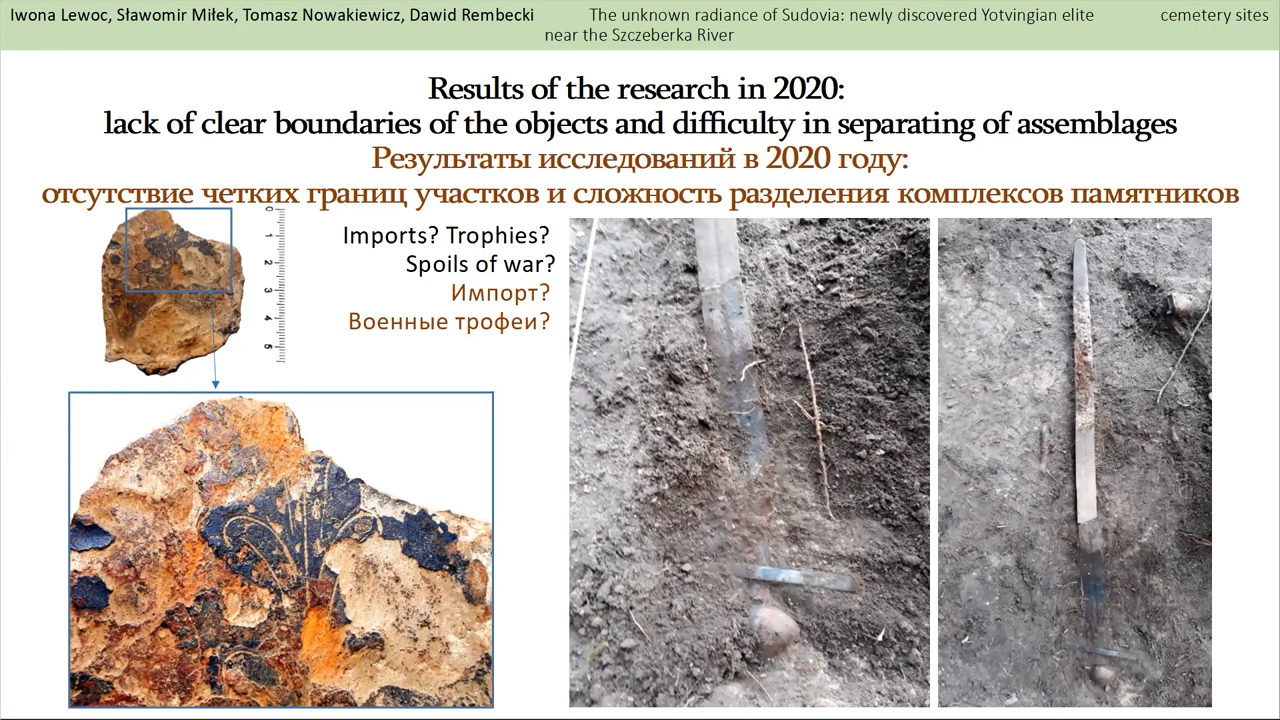 Iwona Lewoc, Sławomir Miłek, Tomasz Nowakiewicz, Dawid Rembecki The unknown radiance of Sudovia: newly discovered Yotvingian elite cemetery sites
near the Szczeberka River
Results of the research in 2020:
lack of clear boundaries of the objects and difficulty in separating of assemblages
Результаты исследований в 2020 году:
отсутствие четких границ участков и сложность разделения комплексов памятников
0
1
2
3
4
5
Imports? Trophies?
Spoils of war?
Импорт?
Военные трофеи?